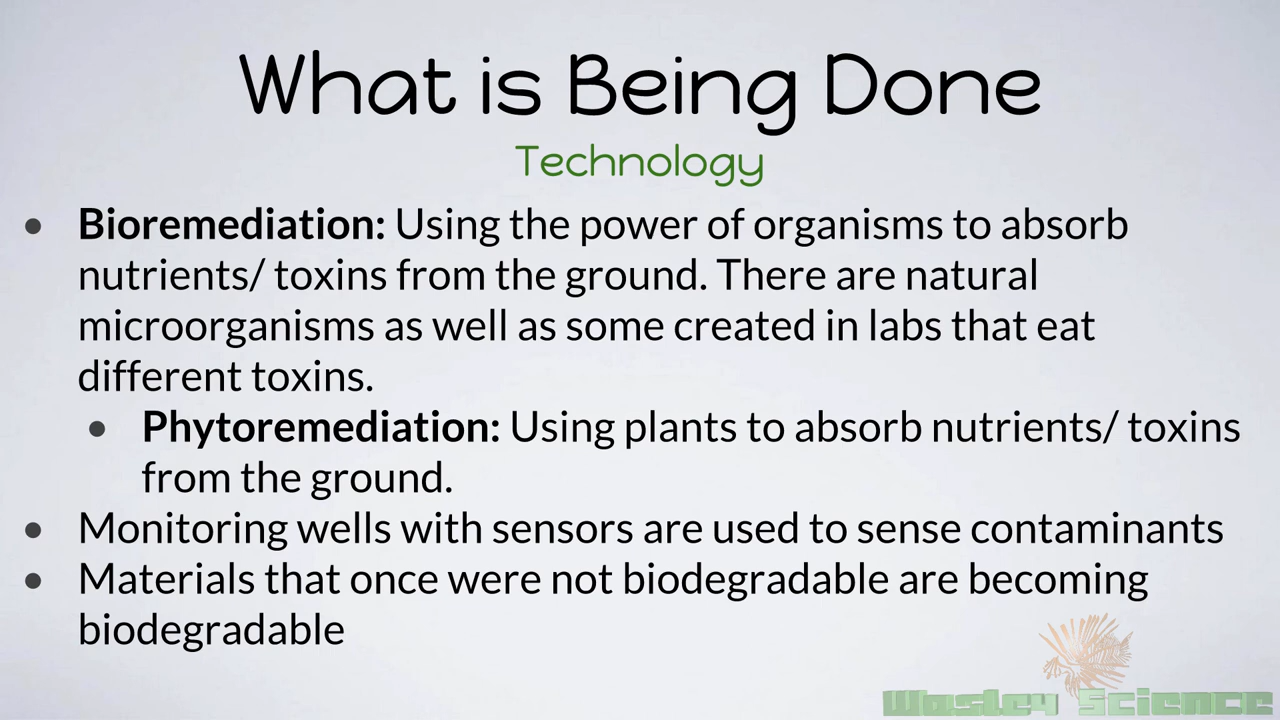 What is Being Done
Technology
• Bioremediation: Using the power of organisms to absorb
nutrients/ toxins from the ground. There are natural
microorganisms as well as some created in labs that eat
different toxins.
• Phytoremediation: Using plants to absorb nutrients/ toxins
from the ground.
• Monitoring wells with sensors are used to sense contaminants
• Materials that once were not biodegradable are becoming
biodegradable
Wasley Science